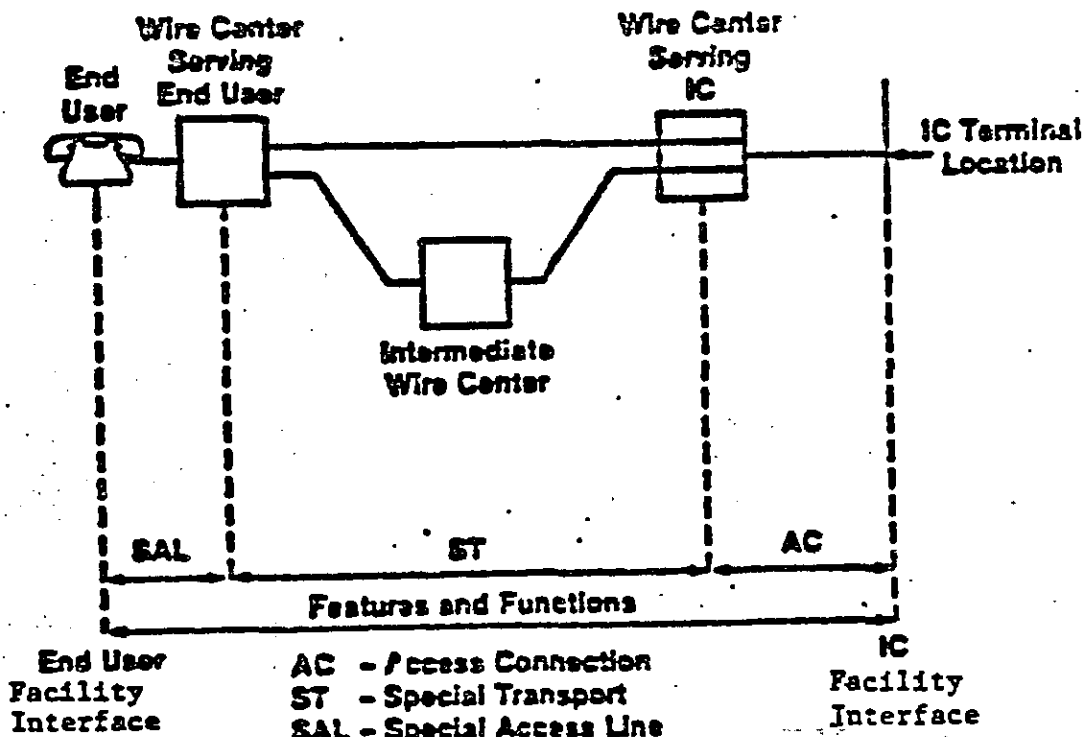 Wire Center
Serving
End User
Wire Center
Serving
IC
End
User
IC Terminal
Location
Intermediate
Wire Center
SAL
ST
AC
Features and Functions
End User
Facility
Interface
AC - Access Connection
ST - Special Transport
SAL - Special Access Line
IC
Facility
Interface